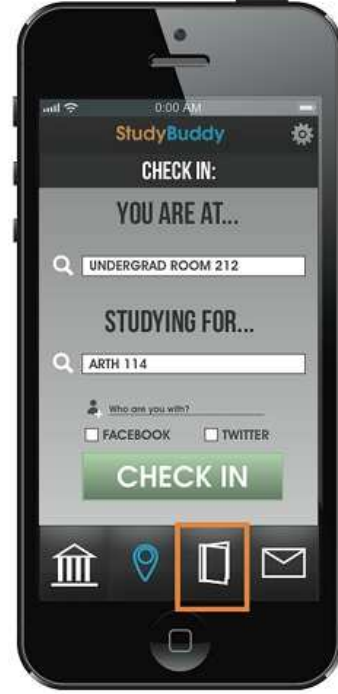 0:00 AM
StudyBuddy
CHECK IN:
YOU ARE AT...
UNDERGRAD ROOM 212
STUDYING FOR...
ARTH 114
Who are you with?
FACEBOOK TWITTER
CHECK IN